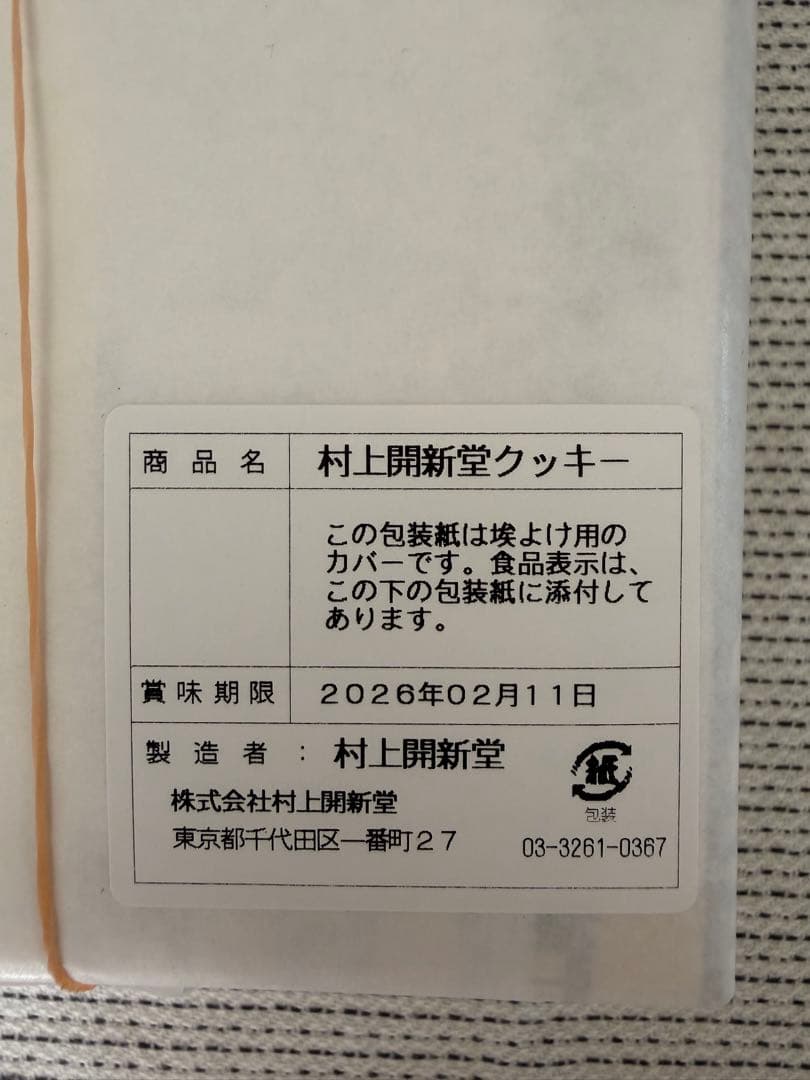 商品名 村上開新堂クッキー
この包装紙は埃よけ用の
カバーです。食品表示は、
この下の包装紙に添付して
あります。
賞味期限 2026年02月11日
製造者：村上開新堂
紙
包装
株式会社村上開新堂
東京都千代田区一番町27 03-3261-0367